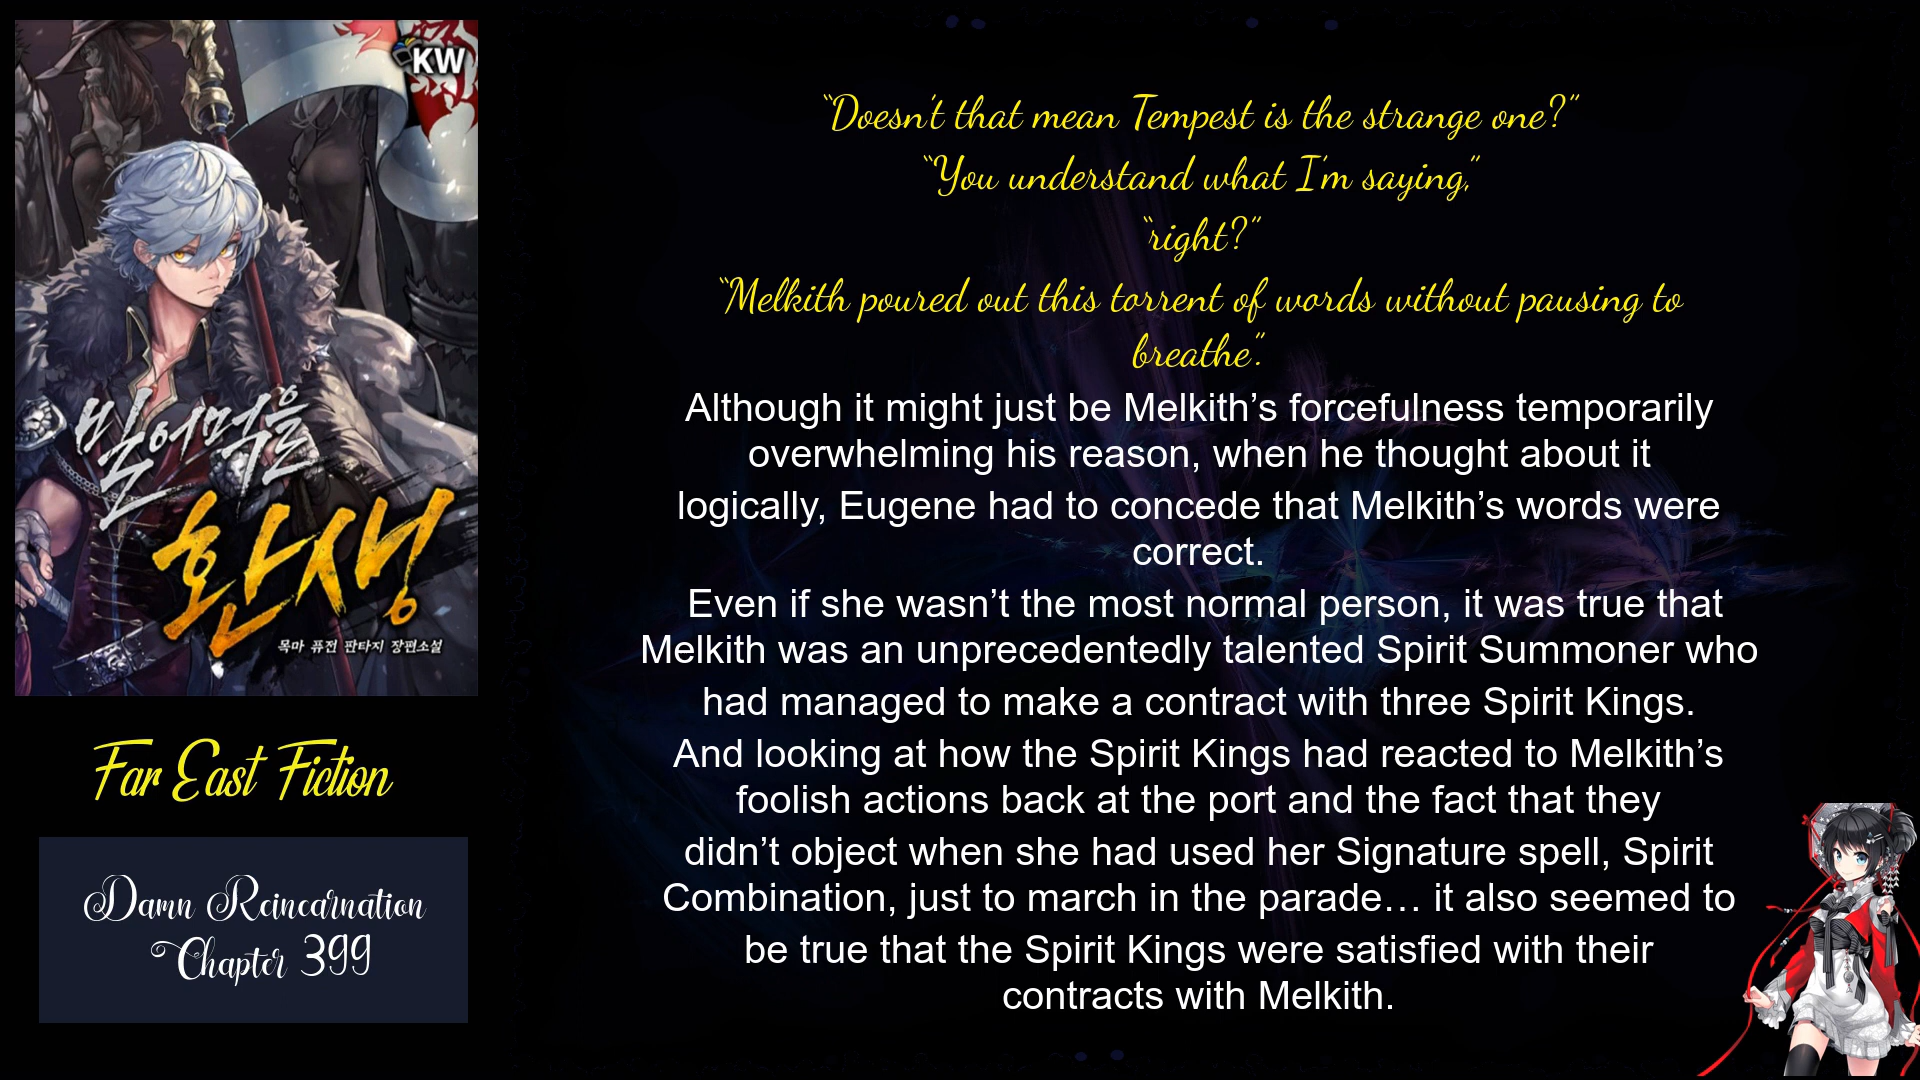 KW
빌어먹을
환생
목마 퓨전 판타지 장편소설
Far East Fiction
Damn Reincarnation
Chapter 399
“Doesn’t that mean Tempest is the strange one?”
“You understand what I’m saying,”
“right?”
“Melkith poured out this torrent of words without pausing to
breathe”.
Although it might just be Melkith’s forcefulness temporarily
overwhelming his reason, when he thought about it
logically, Eugene had to concede that Melkith’s words were
correct.
Even if she wasn’t the most normal person, it was true that
Melkith was an unprecedentedly talented Spirit Summoner who
had managed to make a contract with three Spirit Kings.
And looking at how the Spirit Kings had reacted to Melkith’s
foolish actions back at the port and the fact that they
didn’t object when she had used her Signature spell, Spirit
Combination, just to march in the parade… it also seemed to
be true that the Spirit Kings were satisfied with their
contracts with Melkith.